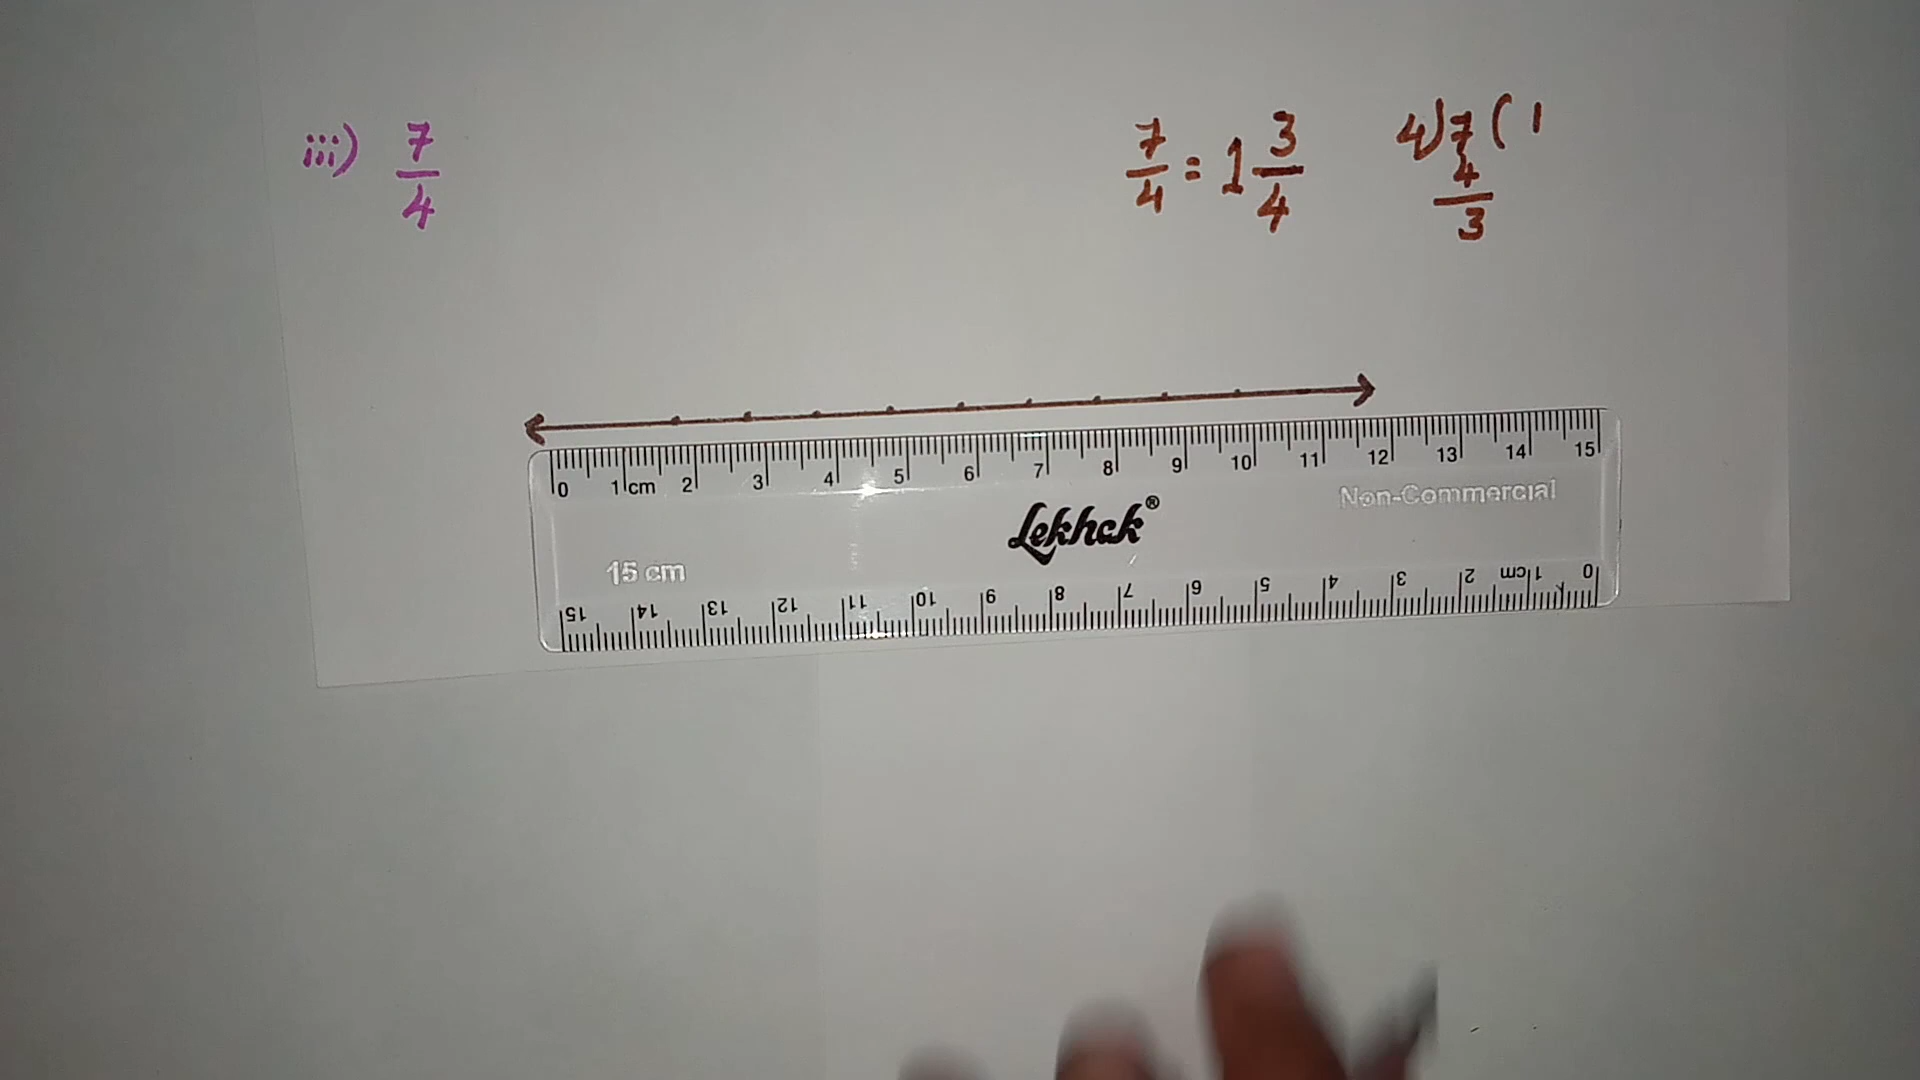 iii) 7/4
7/4 = 1 3/4
4)7(1
4
3
0 1cm 2 3 4 5 6 7 8 9 10 11 12 13 14 15
Non-Commercial
Lekhak®
15 cm
15 14 13 12 11 10 9 8 7 6 5 4 3 2 1cm 0